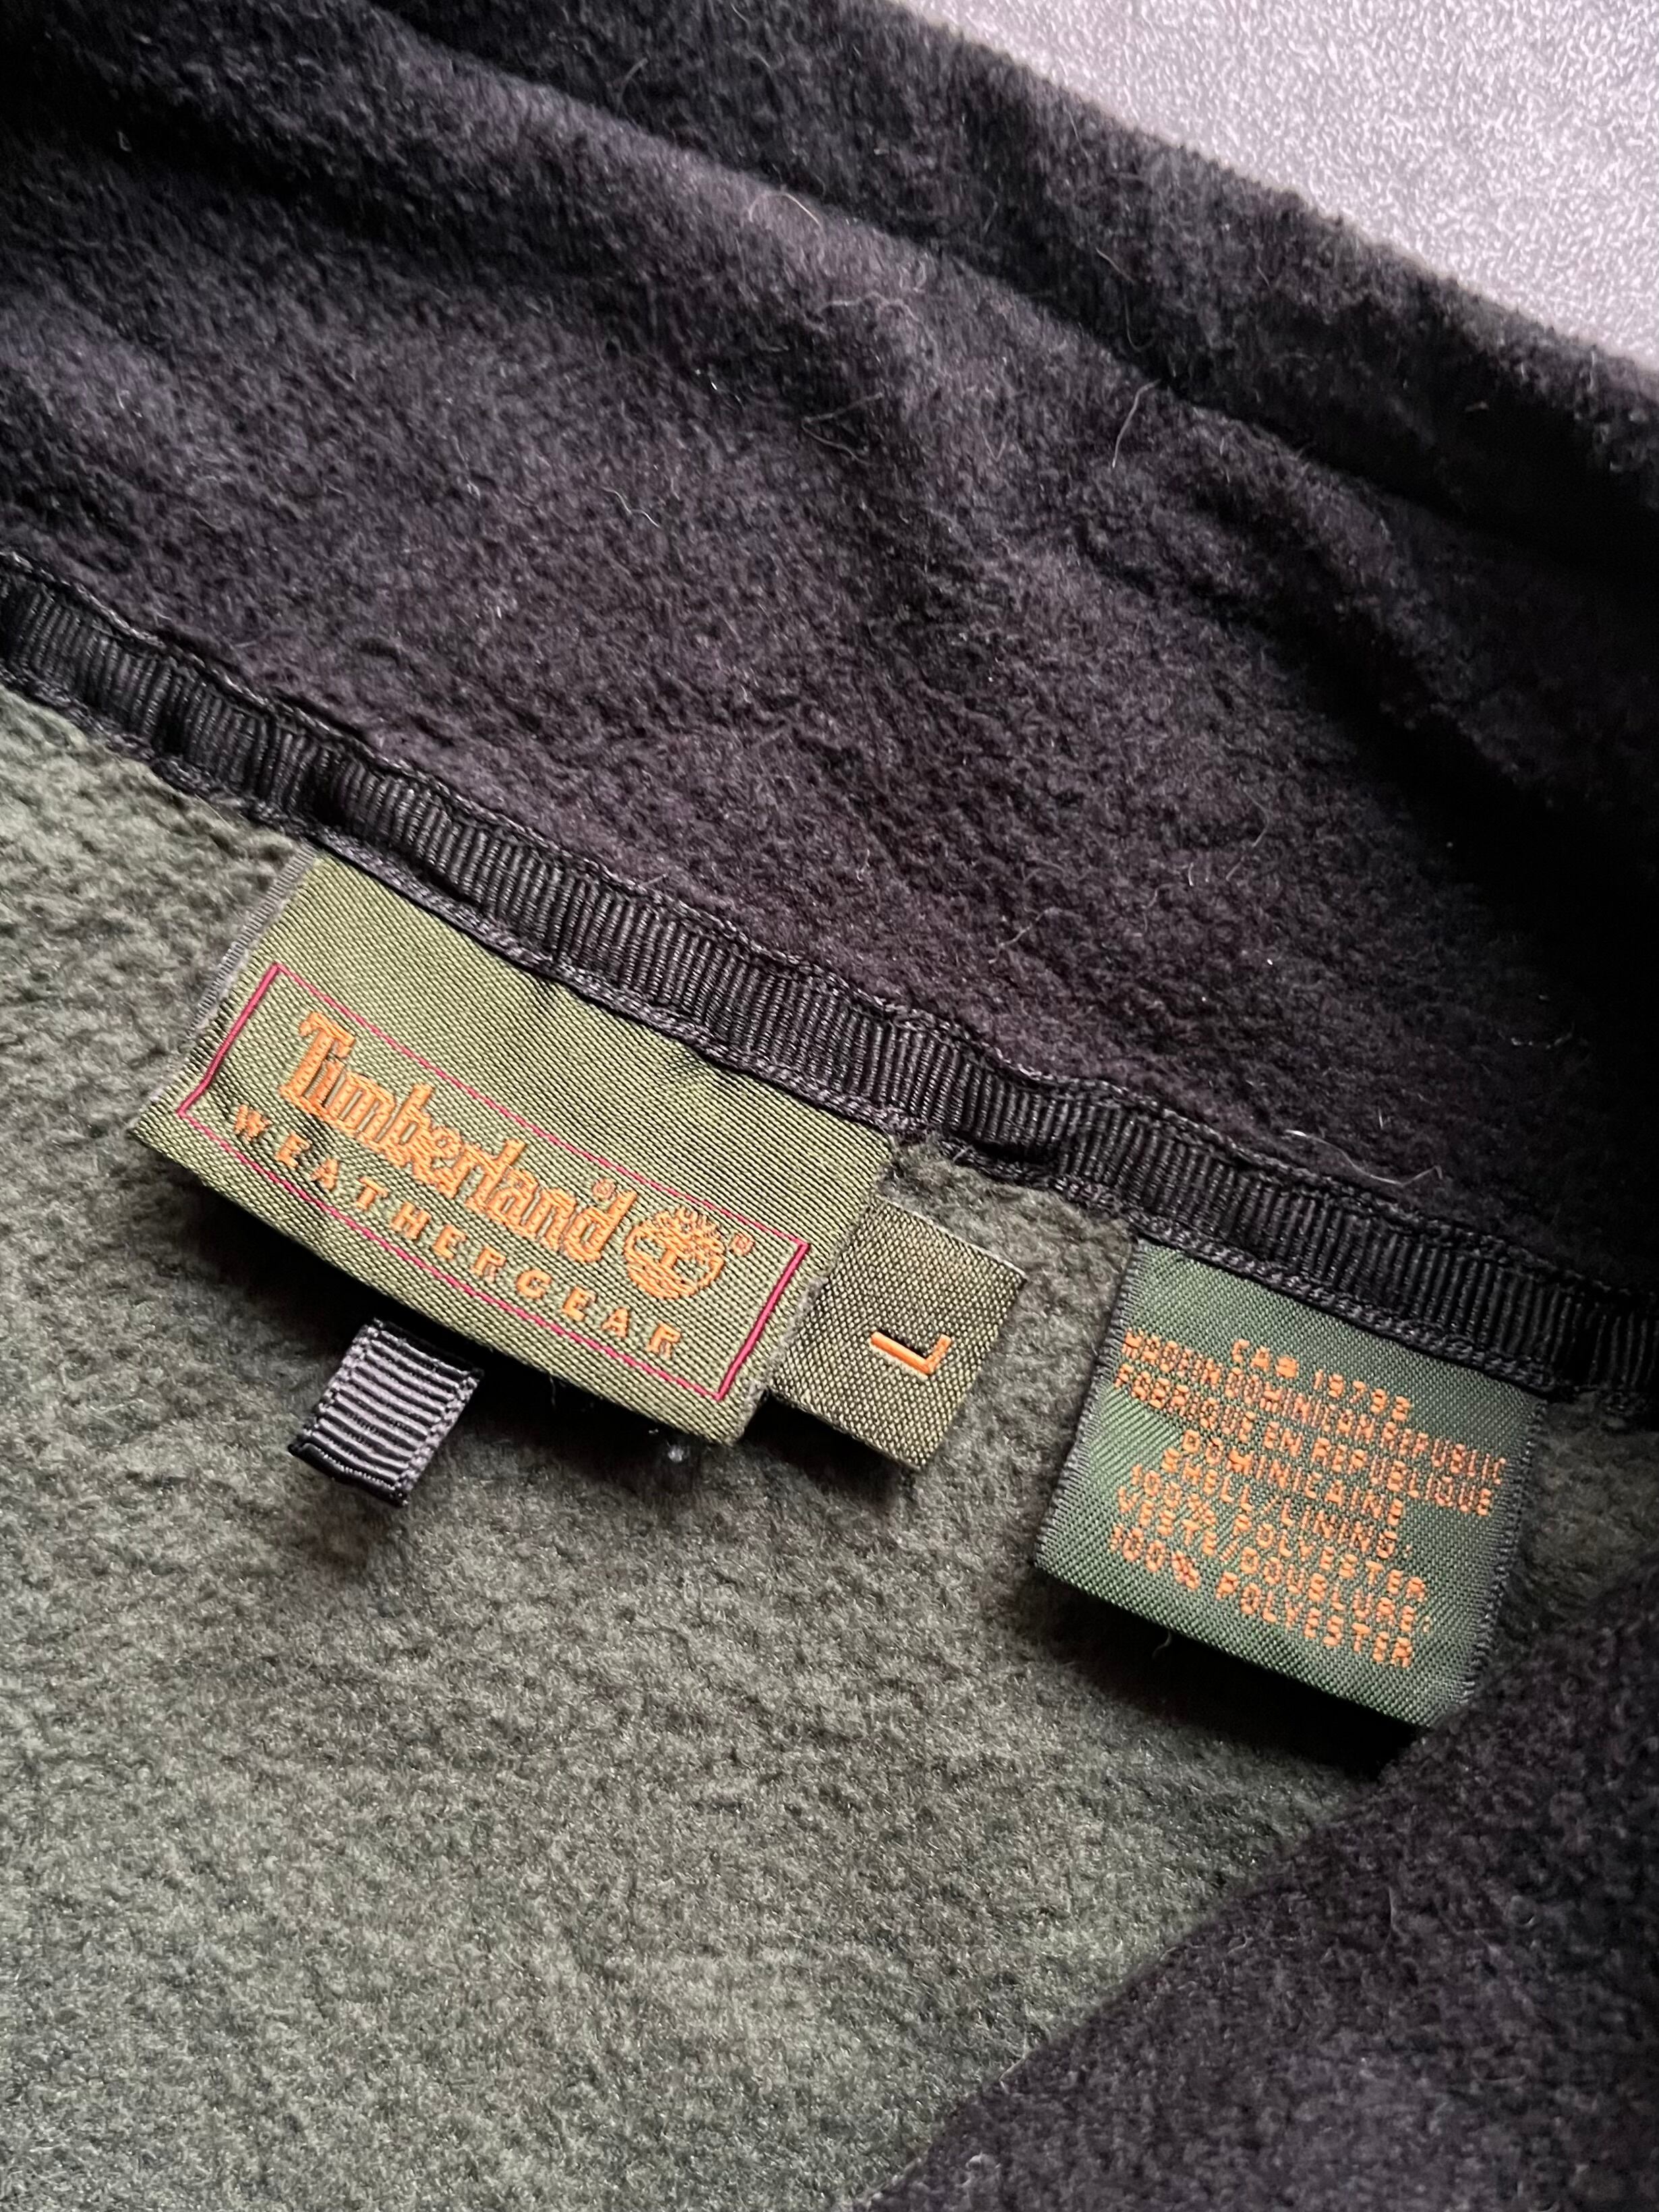 Timberland®
WEATHERGEAR
L
CA# 19793
MADE IN DOMINICAN REPUBLIC
FABRIQUE EN REPUBLIQUE
DOMINICAINE
SHELL/LINING:
100% POLYESTER
VESTE/DOUBLURE:
100% POLYESTER